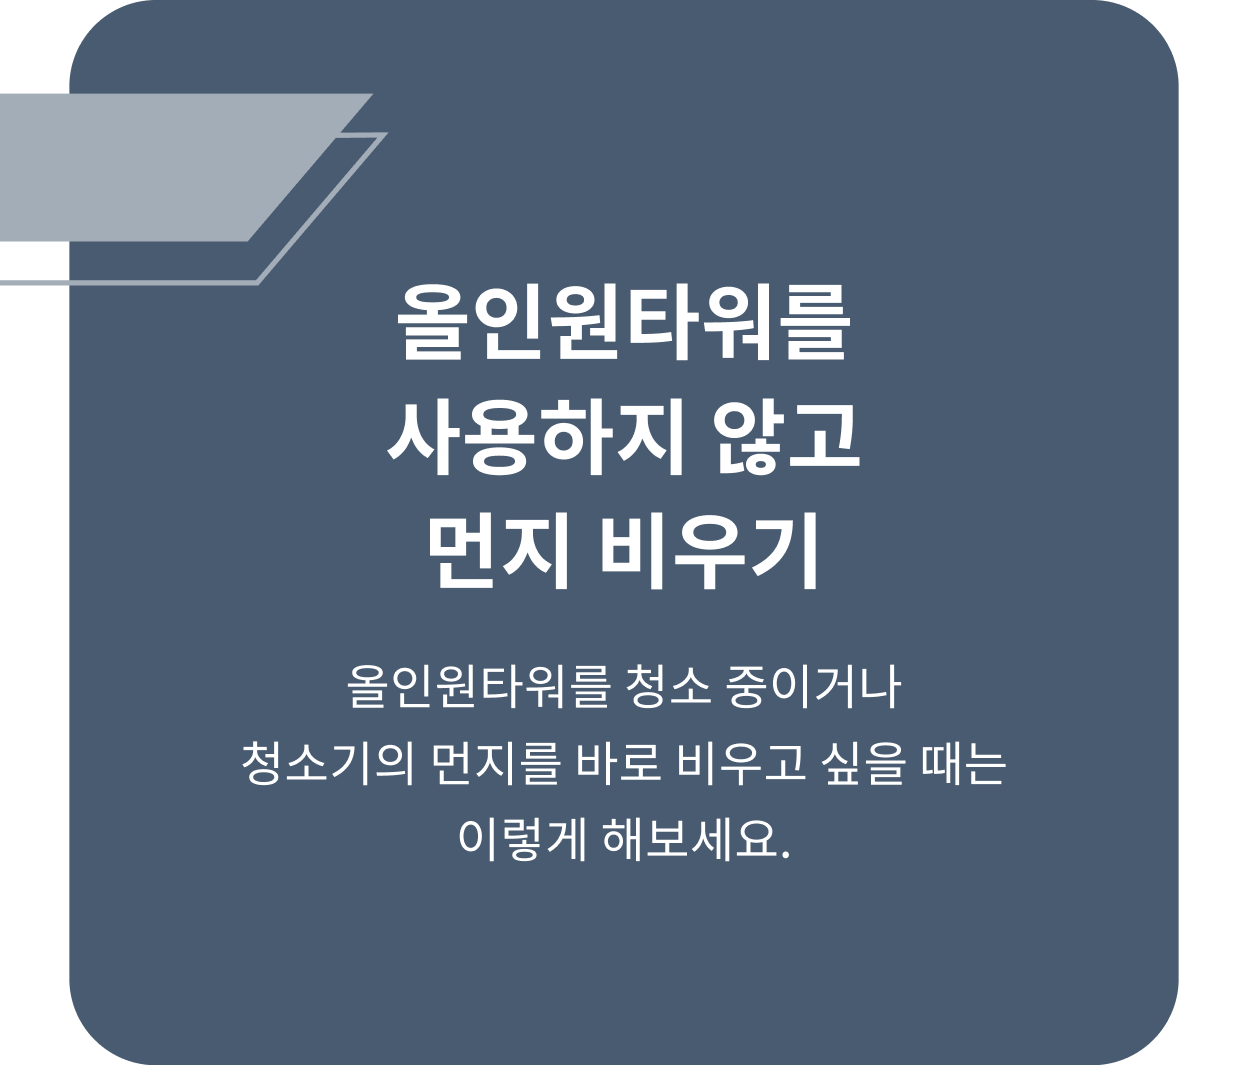 올인원타워를
사용하지 않고
먼지 비우기
올인원타워를 청소 중이거나
청소기의 먼지를 바로 비우고 싶을 때는
이렇게 해보세요.